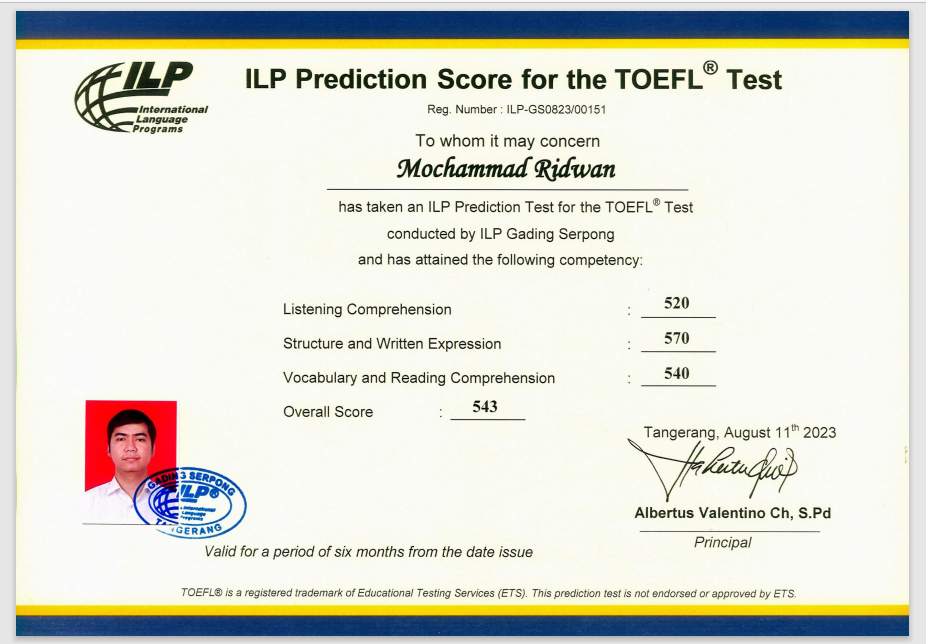 ILP
International
Language
Programs
ILP Prediction Score for the TOEFL® Test
Reg. Number : ILP-GS0823/00151
To whom it may concern
Mochammad Ridwan
has taken an ILP Prediction Test for the TOEFL® Test
conducted by ILP Gading Serpong
and has attained the following competency:
Listening Comprehension : 520
Structure and Written Expression : 570
Vocabulary and Reading Comprehension : 540
Overall Score : 543
Tangerang, August 11th 2023
GADING SERPONG
ILP®
International
Language
Programs
TANGERANG
Albertus Valentino Ch, S.Pd
Principal
Valid for a period of six months from the date issue
TOEFL® is a registered trademark of Educational Testing Services (ETS). This prediction test is not endorsed or approved by ETS.